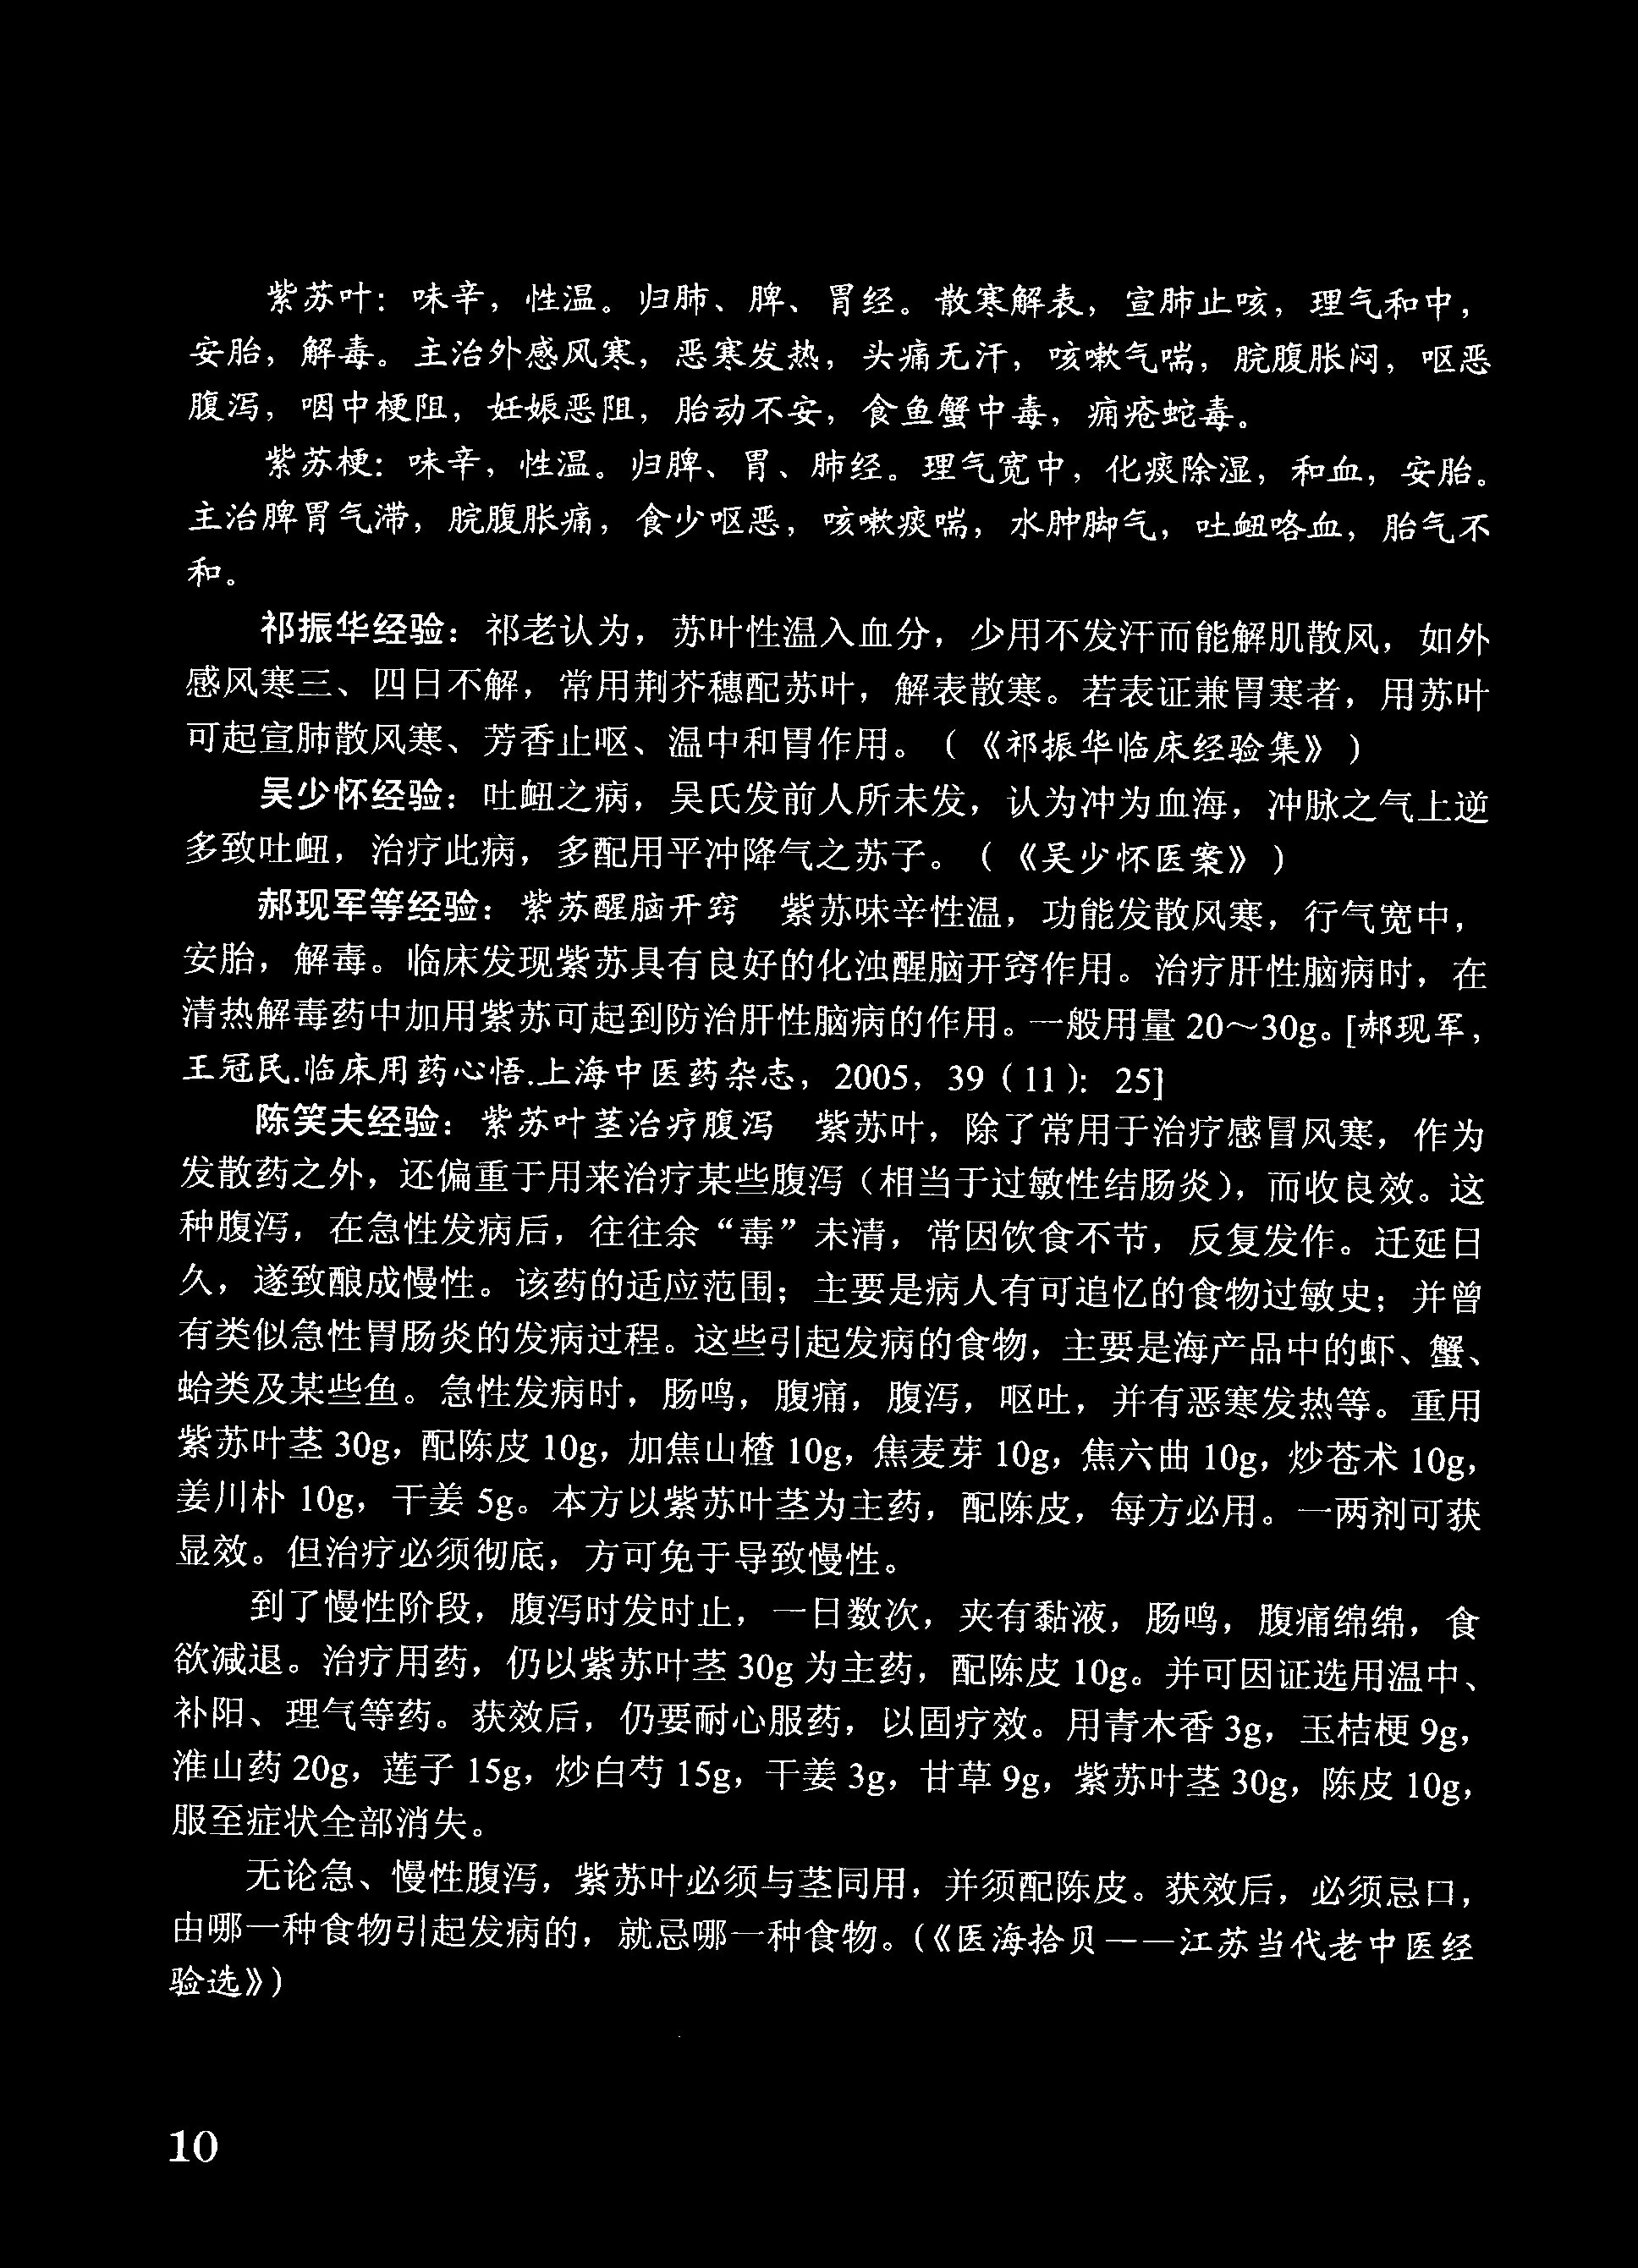 紫苏叶：味辛，性温。归肺、脾、胃经。散寒解表，宣肺止咳，理气和中，
安胎，解毒。主治外感风寒，恶寒发热，头痛无汗，咳嗽气喘，脘腹胀闷，呕恶
腹泻，咽中梗阻，妊娠恶阻，胎动不安，食鱼蟹中毒，痈疮蛇毒。
紫苏梗：味辛，性温。归脾、胃、肺经。理气宽中，化痰除湿，和血，安胎。
主治脾胃气滞，脘腹胀痛，食少呕恶，咳嗽痰喘，水肿脚气，吐衄咯血，胎气不
和。
祁振华经验：祁老认为，苏叶性温入血分，少用不发汗而能解肌散风，如外
感风寒三、四日不解，常用荆芥穗配苏叶，解表散寒。若表证兼胃寒者，用苏叶
可起宣肺散风寒、芳香止呕、温中和胃作用。（《祁振华临床经验集》）
吴少怀经验：吐衄之病，吴氏发前人所未发，认为冲为血海，冲脉之气上逆
多致吐衄，治疗此病，多配用平冲降气之苏子。（《吴少怀医案》）
郝现军等经验：紫苏醒脑开窍　紫苏味辛性温，功能发散风寒，行气宽中，
安胎，解毒。临床发现紫苏具有良好的化浊醒脑开窍作用。治疗肝性脑病时，在
清热解毒药中加用紫苏可起到防治肝性脑病的作用。一般用量 20～30g。[郝现军，
王冠民.临床用药心悟.上海中医药杂志，2005，39（11）：25]
陈笑夫经验：紫苏叶茎治疗腹泻　紫苏叶，除了常用于治疗感冒风寒，作为
发散药之外，还偏重于用来治疗某些腹泻（相当于过敏性结肠炎），而收良效。这
种腹泻，在急性发病后，往往余“毒”未清，常因饮食不节，反复发作。迁延日
久，遂致酿成慢性。该药的适应范围；主要是病人有可追忆的食物过敏史；并曾
有类似急性胃肠炎的发病过程。这些引起发病的食物，主要是海产品中的虾、蟹、
蛤类及某些鱼。急性发病时，肠鸣，腹痛，腹泻，呕吐，并有恶寒发热等。重用
紫苏叶茎 30g，配陈皮 10g，加焦山楂 10g，焦麦芽 10g，焦六曲 10g，炒苍术 10g，
姜川朴 10g，干姜 5g。本方以紫苏叶茎为主药，配陈皮，每方必用。一两剂可获
显效。但治疗必须彻底，方可免于导致慢性。
到了慢性阶段，腹泻时发时止，一日数次，夹有黏液，肠鸣，腹痛绵绵，食
欲减退。治疗用药，仍以紫苏叶茎 30g 为主药，配陈皮 10g。并可因证选用温中、
补阳、理气等药。获效后，仍要耐心服药，以固疗效。用青木香 3g，玉桔梗 9g，
淮山药 20g，莲子 15g，炒白芍 15g，干姜 3g，甘草 9g，紫苏叶茎 30g，陈皮 10g，
服至症状全部消失。
无论急、慢性腹泻，紫苏叶必须与茎同用，并须配陈皮。获效后，必须忌口，
由哪一种食物引起发病的，就忌哪一种食物。（《医海拾贝——江苏当代老中医经
验选》）
10